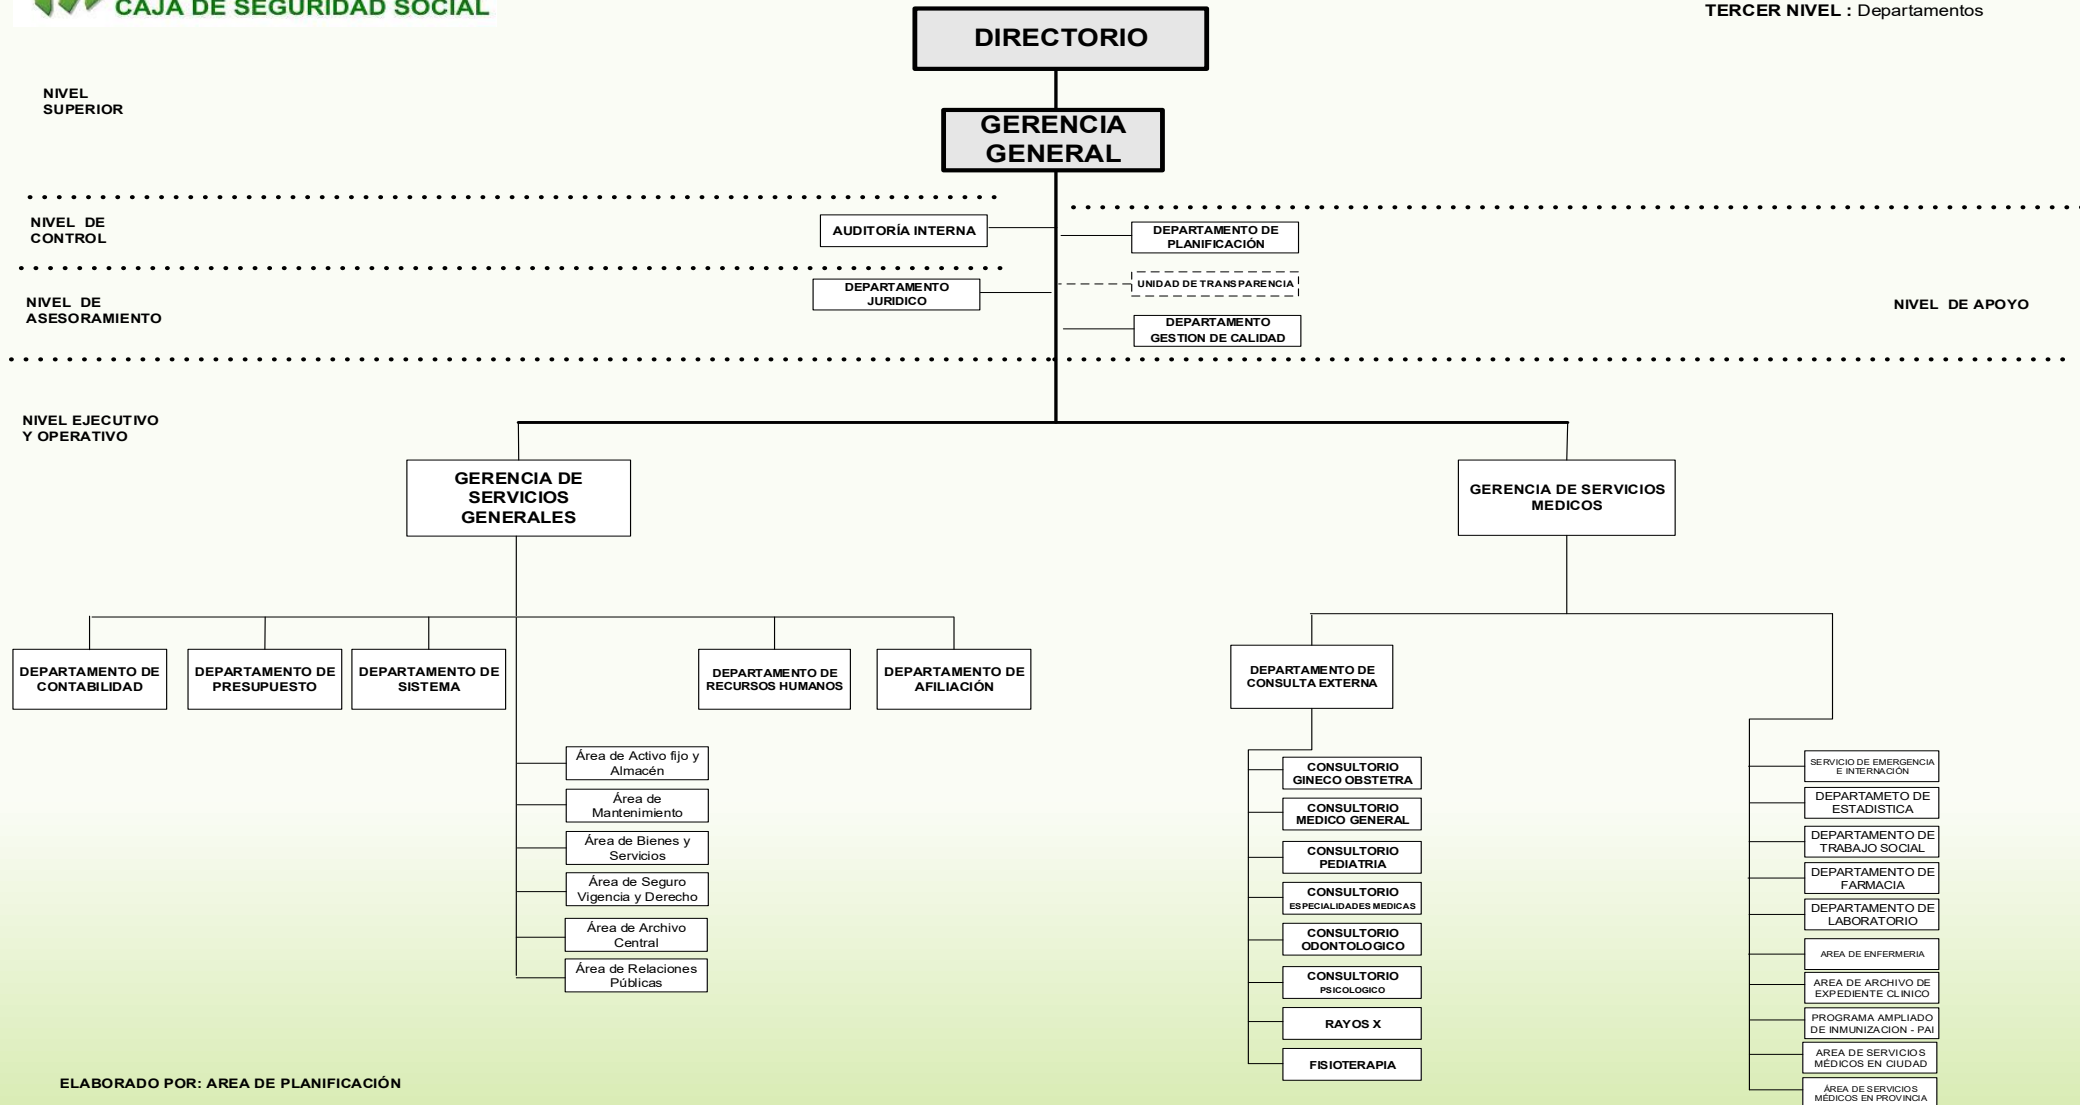 CAJA DE SEGURIDAD SOCIAL
TERCER NIVEL : Departamentos
DIRECTORIO
NIVEL
SUPERIOR
GERENCIA
GENERAL
NIVEL DE
CONTROL
AUDITORÍA INTERNA
DEPARTAMENTO DE
PLANIFICACIÓN
NIVEL DE
ASESORAMIENTO
DEPARTAMENTO
JURIDICO
UNIDAD DE TRANSPARENCIA
DEPARTAMENTO
GESTION DE CALIDAD
NIVEL DE APOYO
NIVEL EJECUTIVO
Y OPERATIVO
GERENCIA DE
SERVICIOS
GENERALES
GERENCIA DE SERVICIOS
MEDICOS
DEPARTAMENTO DE
CONTABILIDAD
DEPARTAMENTO DE
PRESUPUESTO
DEPARTAMENTO DE
SISTEMA
DEPARTAMENTO DE
RECURSOS HUMANOS
DEPARTAMENTO DE
AFILIACIÓN
Área de Activo fijo y
Almacén
Área de
Mantenimiento
Área de Bienes y
Servicios
Área de Seguro
Vigencia y Derecho
Área de Archivo
Central
Área de Relaciones
Públicas
DEPARTAMENTO DE
CONSULTA EXTERNA
CONSULTORIO
GINECO OBSTETRA
CONSULTORIO
MEDICO GENERAL
CONSULTORIO
PEDIATRIA
CONSULTORIO
ESPECIALIDADES MEDICAS
CONSULTORIO
ODONTOLOGICO
CONSULTORIO
PSICOLOGICO
RAYOS X
FISIOTERAPIA
SERVICIO DE EMERGENCIA
E INTERNACIÓN
DEPARTAMETO DE
ESTADISTICA
DEPARTAMENTO DE
TRABAJO SOCIAL
DEPARTAMENTO DE
FARMACIA
DEPARTAMENTO DE
LABORATORIO
AREA DE ENFERMERIA
AREA DE ARCHIVO DE
EXPEDIENTE CLINICO
PROGRAMA AMPLIADO
DE INMUNIZACION - PAI
AREA DE SERVICIOS
MÉDICOS EN CIUDAD
ÁREA DE SERVICIOS
MÉDICOS EN PROVINCIA
ELABORADO POR: AREA DE PLANIFICACIÓN